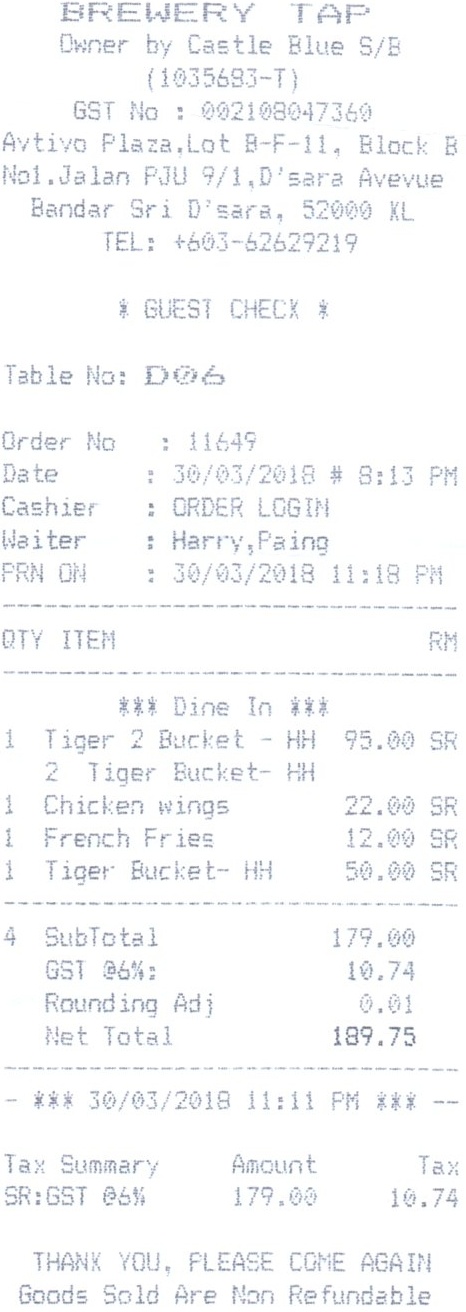 BREWERY TAP
Owner by Castle Blue S/B
(1035683-T)
GST No : 002108047360
Avtivo Plaza,Lot B-F-11, Block B
No1.Jalan PJU 9/1,D'sara Avevue
Bandar Sri D'sara, 52000 KL
TEL: +603-62629219
* GUEST CHECK *
Table No: D06
Order No : 11649
Date : 30/03/2018 # 8:13 PM
Cashier : ORDER LOGIN
Waiter : Harry,Paing
PRN ON : 30/03/2018 11:18 PM
QTY ITEM RM
*** Dine In ***
1 Tiger 2 Bucket - HH 95.00 SR
2 Tiger Bucket- HH
1 Chicken wings 22.00 SR
1 French Fries 12.00 SR
1 Tiger Bucket- HH 50.00 SR
4 SubTotal 179.00
GST @6%: 10.74
Rounding Adj 0.01
Net Total 189.75
- *** 30/03/2018 11:11 PM *** --
Tax Summary Amount Tax
SR:GST @6% 179.00 10.74
THANK YOU, PLEASE COME AGAIN
Goods Sold Are Non Refundable